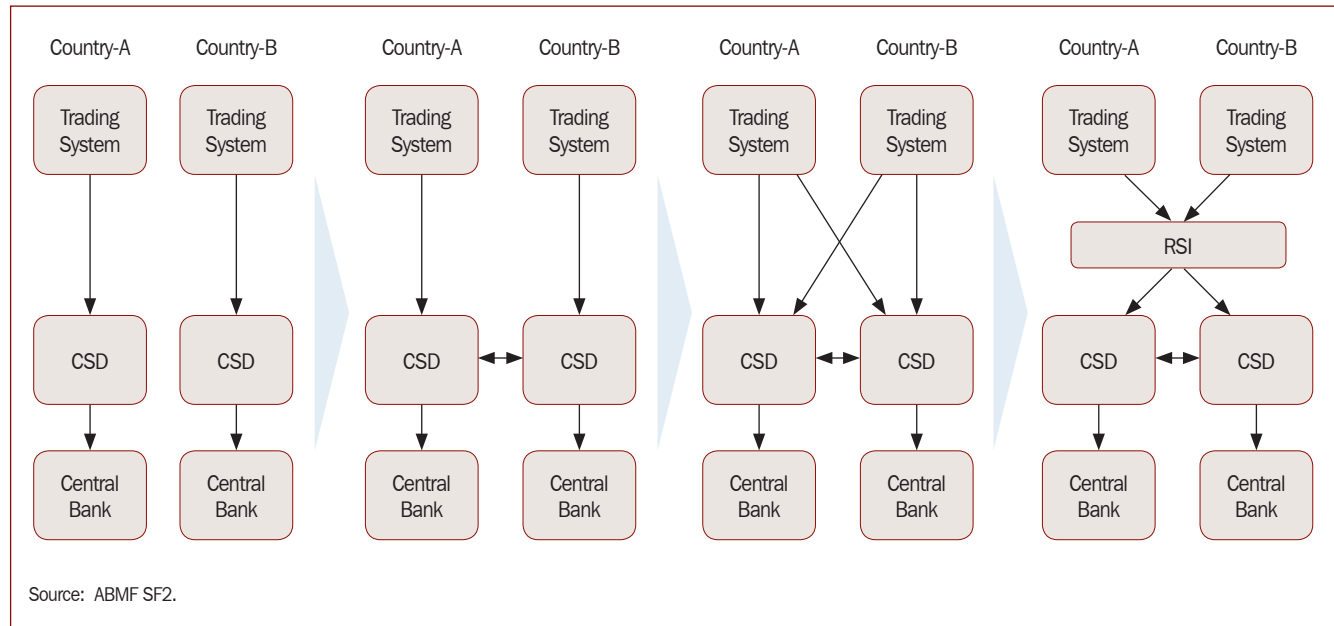 Country-A Country-B Country-A Country-B Country-A Country-B Country-A Country-B
Trading Trading Trading Trading Trading Trading Trading Trading
System System System System System System System System
RSI
CSD CSD CSD CSD CSD CSD CSD CSD
Central Central Central Central Central Central Central Central
Bank Bank Bank Bank Bank Bank Bank Bank
Source: ABMF SF2.